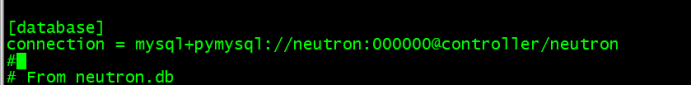 [database]
connection = mysql+pymysql://neutron:000000@controller/neutron
#
# From neutron.db